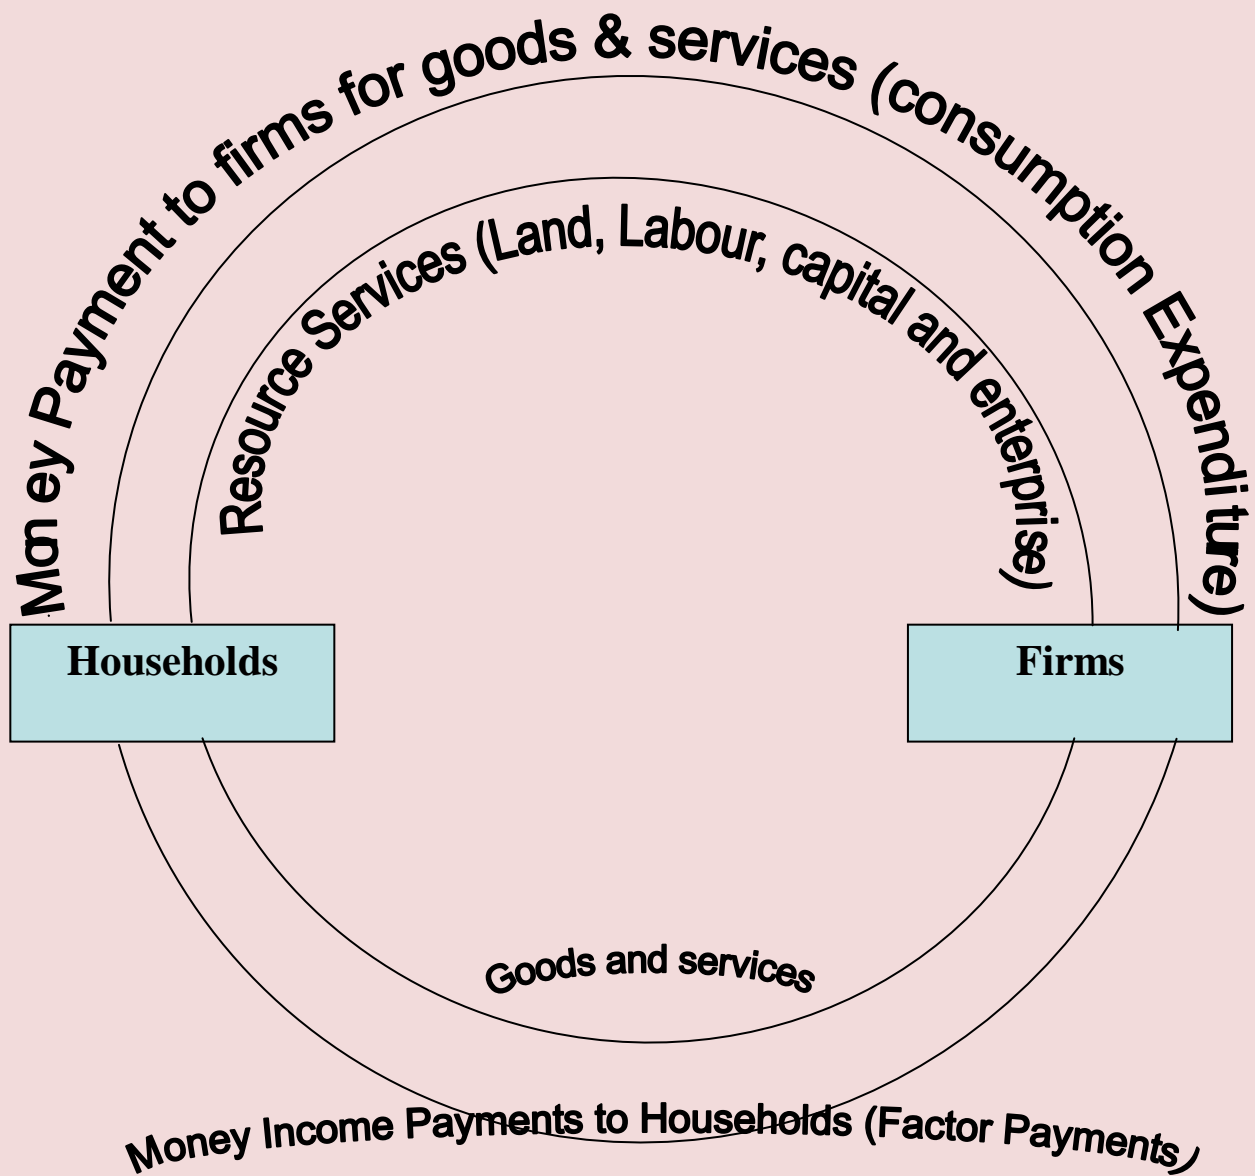 Money Payment to firms for goods & services (consumption Expenditure)
Resource Services (Land, Labour, capital and enterprise)
Households
Firms
Goods and services
Money Income Payments to Households (Factor Payments)